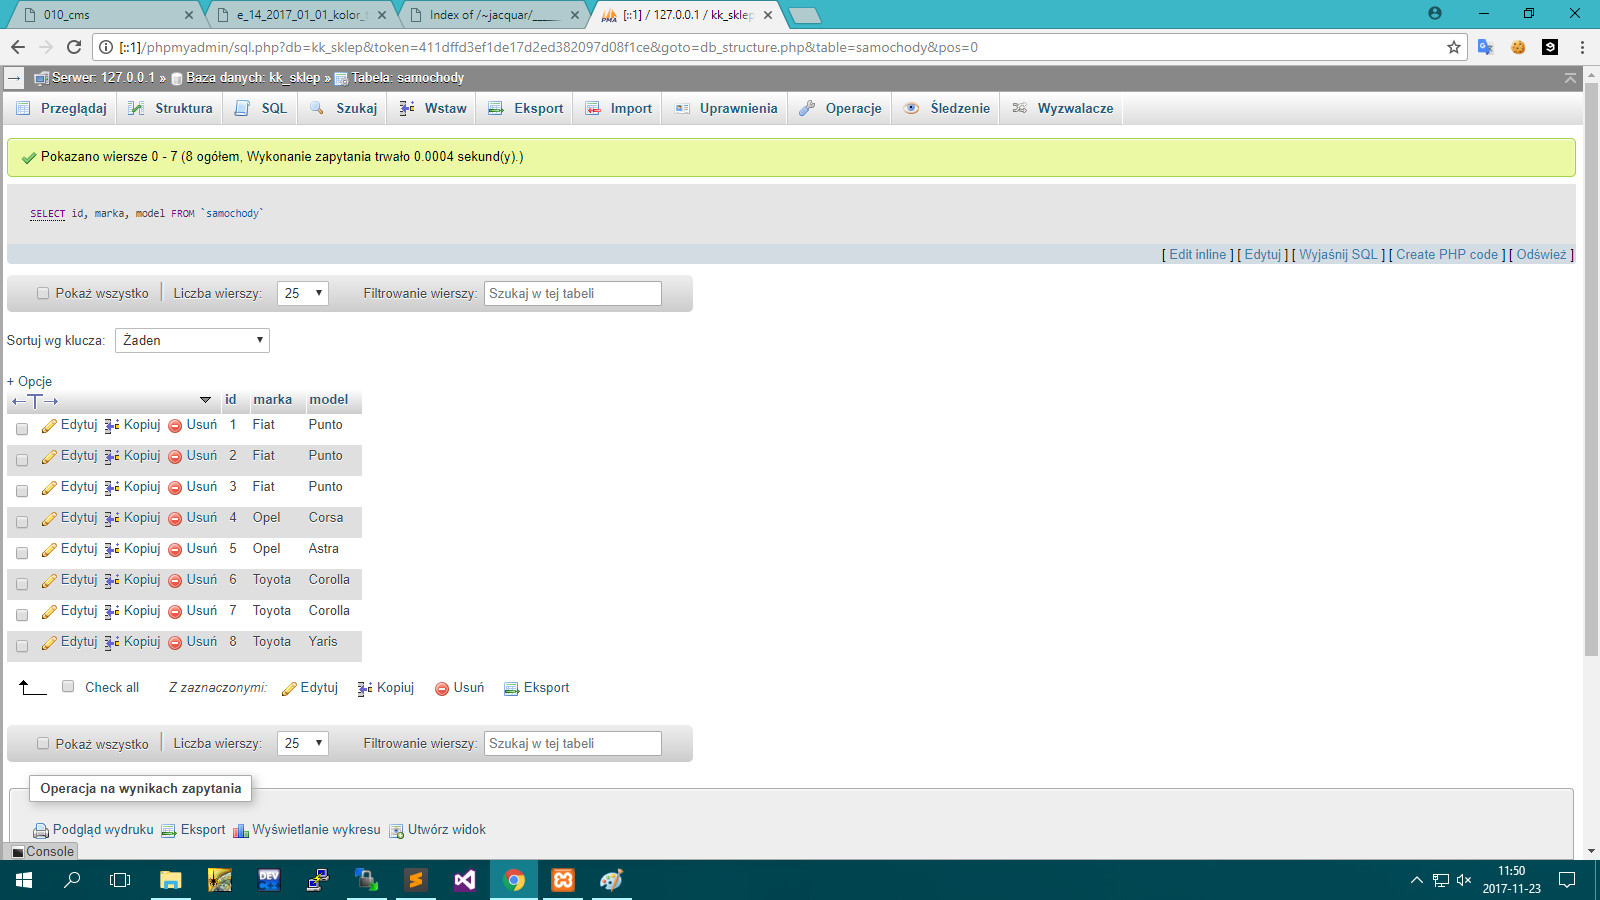 010_cms
e_14_2017_01_01_kolor_
Index of /~jacquar/____
[::1] / 127.0.0.1 / kk_sklep
[::1]/phpmyadmin/sql.php?db=kk_sklep&token=411dffd3ef1de17d2ed382097d08f1ce&goto=db_structure.php&table=samochody&pos=0
Serwer: 127.0.0.1 » Baza danych: kk_sklep » Tabela: samochody
Przeglądaj Struktura SQL Szukaj Wstaw Eksport Import Uprawnienia Operacje Śledzenie Wyzwalacze
Pokazano wiersze 0 - 7 (8 ogółem, Wykonanie zapytania trwało 0.0004 sekund(y).)
SELECT id, marka, model FROM `samochody`
[ Edit inline ] [ Edytuj ] [ Wyjaśnij SQL ] [ Create PHP code ] [ Odśwież ]
Pokaż wszystko Liczba wierszy: 25 Filtrowanie wierszy: Szukaj w tej tabeli
Sortuj wg klucza: Żaden
+ Opcje
←T→ id marka model
Edytuj Kopiuj Usuń 1 Fiat Punto
Edytuj Kopiuj Usuń 2 Fiat Punto
Edytuj Kopiuj Usuń 3 Fiat Punto
Edytuj Kopiuj Usuń 4 Opel Corsa
Edytuj Kopiuj Usuń 5 Opel Astra
Edytuj Kopiuj Usuń 6 Toyota Corolla
Edytuj Kopiuj Usuń 7 Toyota Corolla
Edytuj Kopiuj Usuń 8 Toyota Yaris
Check all Z zaznaczonymi: Edytuj Kopiuj Usuń Eksport
Pokaż wszystko Liczba wierszy: 25 Filtrowanie wierszy: Szukaj w tej tabeli
Operacja na wynikach zapytania
Podgląd wydruku Eksport Wyświetlanie wykresu Utwórz widok
Console
DEV
11:50
2017-11-23